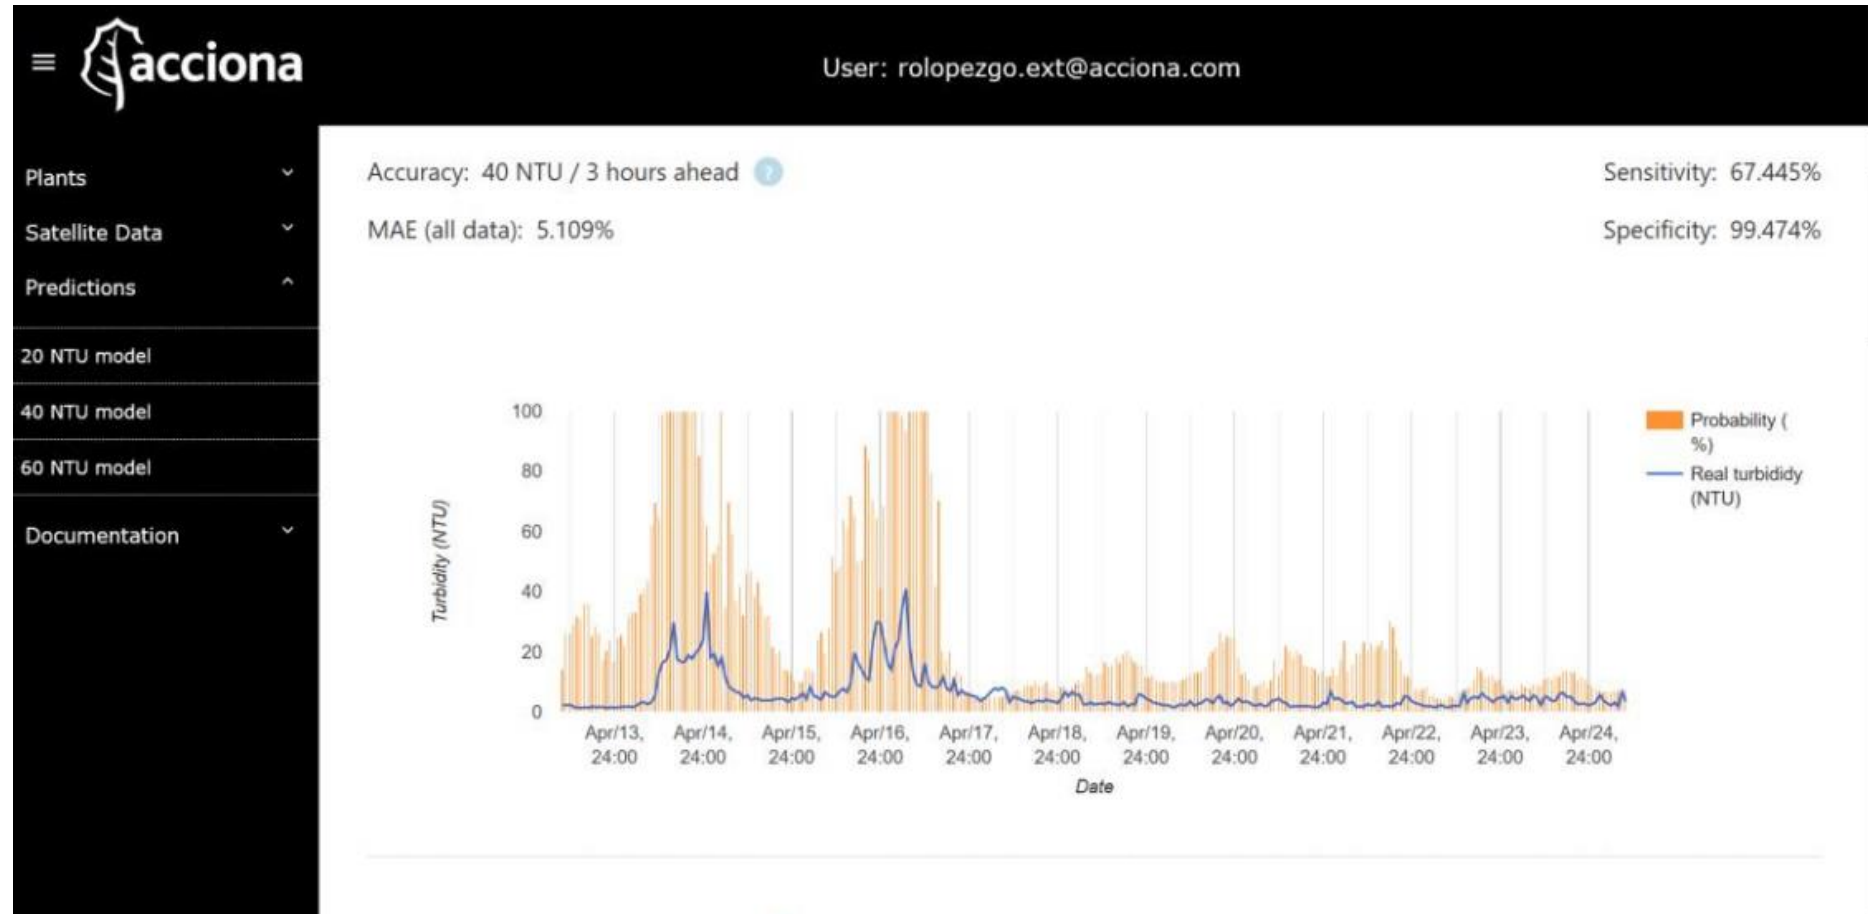 acciona
User: rolopezgo.ext@acciona.com
Plants
Satellite Data
Predictions
20 NTU model
40 NTU model
60 NTU model
Documentation
Accuracy: 40 NTU / 3 hours ahead ?
Sensitivity: 67.445%
MAE (all data): 5.109%
Specificity: 99.474%
Turbidity (NTU)
100
80
60
40
20
0
Apr/13,
24:00
Apr/14,
24:00
Apr/15,
24:00
Apr/16,
24:00
Apr/17,
24:00
Apr/18,
24:00
Apr/19,
24:00
Apr/20,
24:00
Apr/21,
24:00
Apr/22,
24:00
Apr/23,
24:00
Apr/24,
24:00
Date
Probability (
%)
Real turbididy
(NTU)